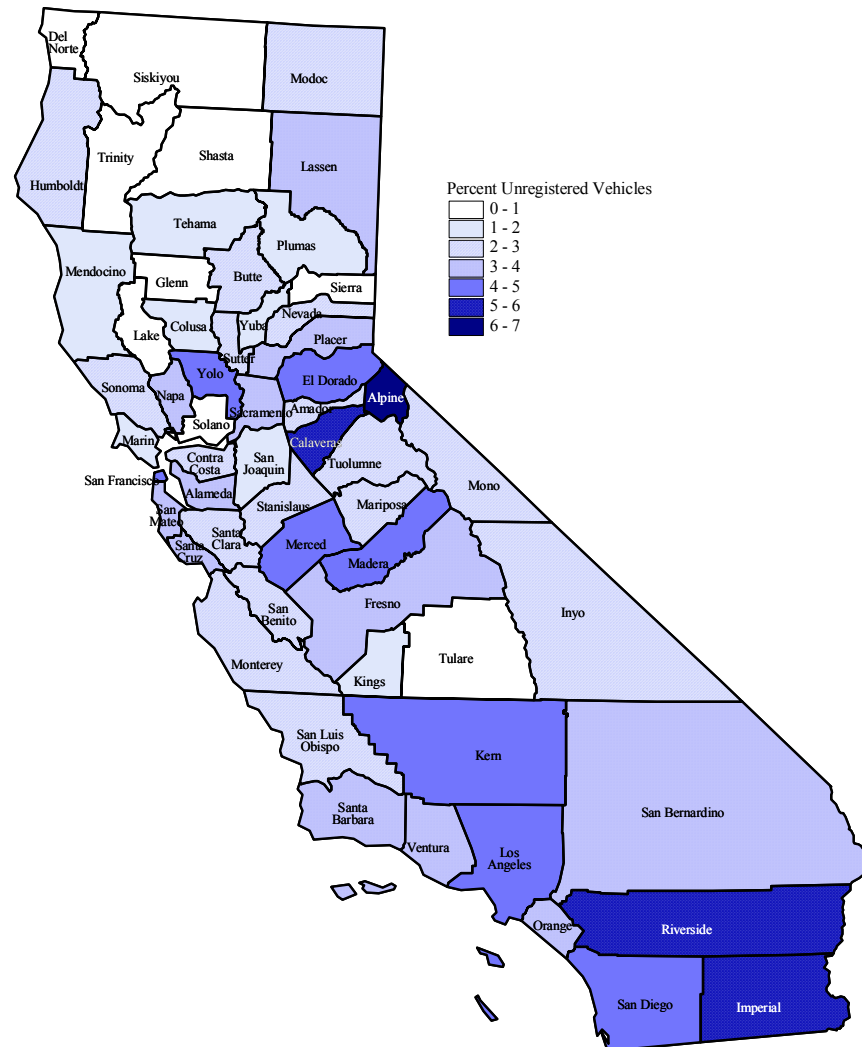 Del
Norte
Siskiyou
Modoc
Trinity
Shasta
Lassen
Humboldt
Percent Unregistered Vehicles
0 - 1
1 - 2
2 - 3
3 - 4
4 - 5
5 - 6
6 - 7
Tehama
Plumas
Mendocino
Glenn
Butte
Sierra
Lake
Colusa
Yuba
Nevada
Sutter
Placer
Yolo
El Dorado
Sonoma
Napa
Sacramento
Amador
Alpine
Solano
Marin
Calaveras
Contra
Costa
San
Joaquin
Tuolumne
San Francisco
Alameda
Mono
San
Mateo
Stanislaus
Mariposa
Santa
Clara
Santa
Cruz
Merced
Madera
San
Benito
Fresno
Inyo
Monterey
Kings
Tulare
San Luis
Obispo
Kern
Santa
Barbara
San Bernardino
Ventura
Los
Angeles
Orange
Riverside
San Diego
Imperial